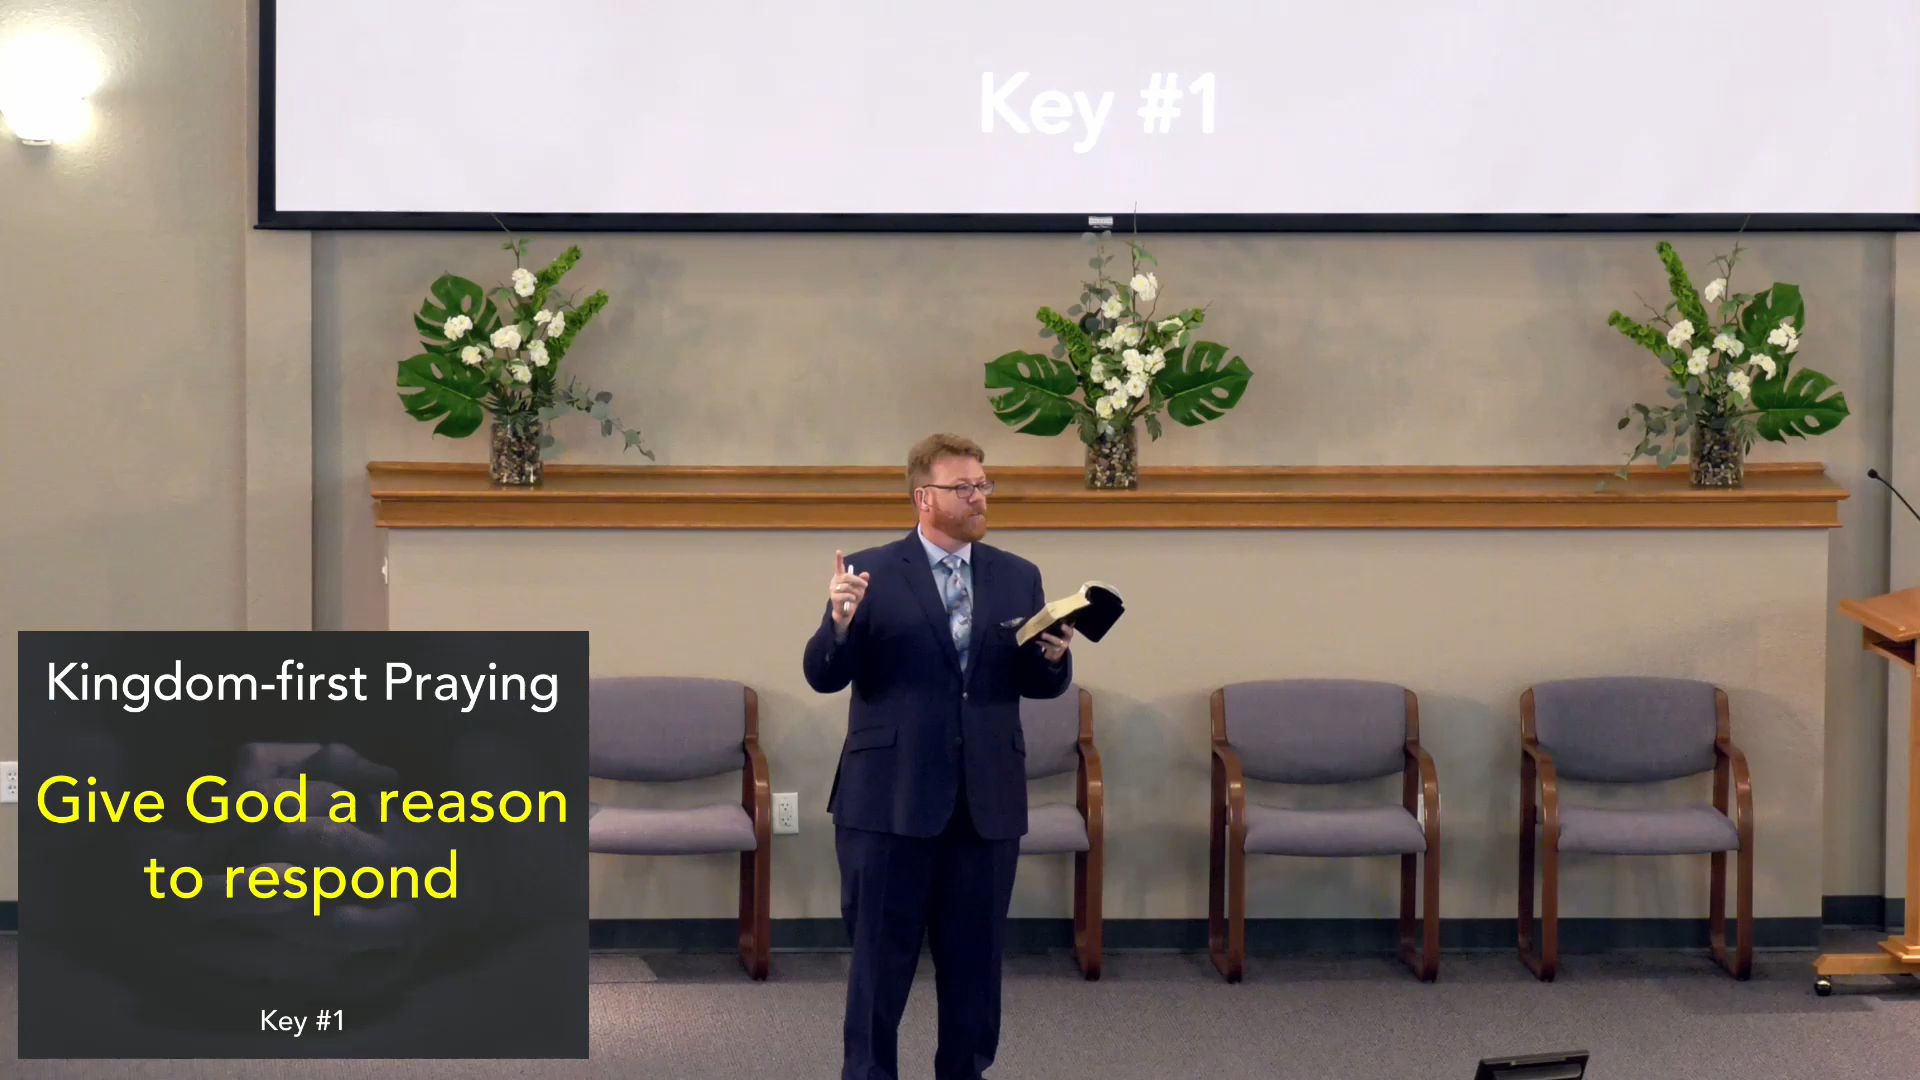 Key #1
Kingdom-first Praying
Give God a reason
to respond
Key #1